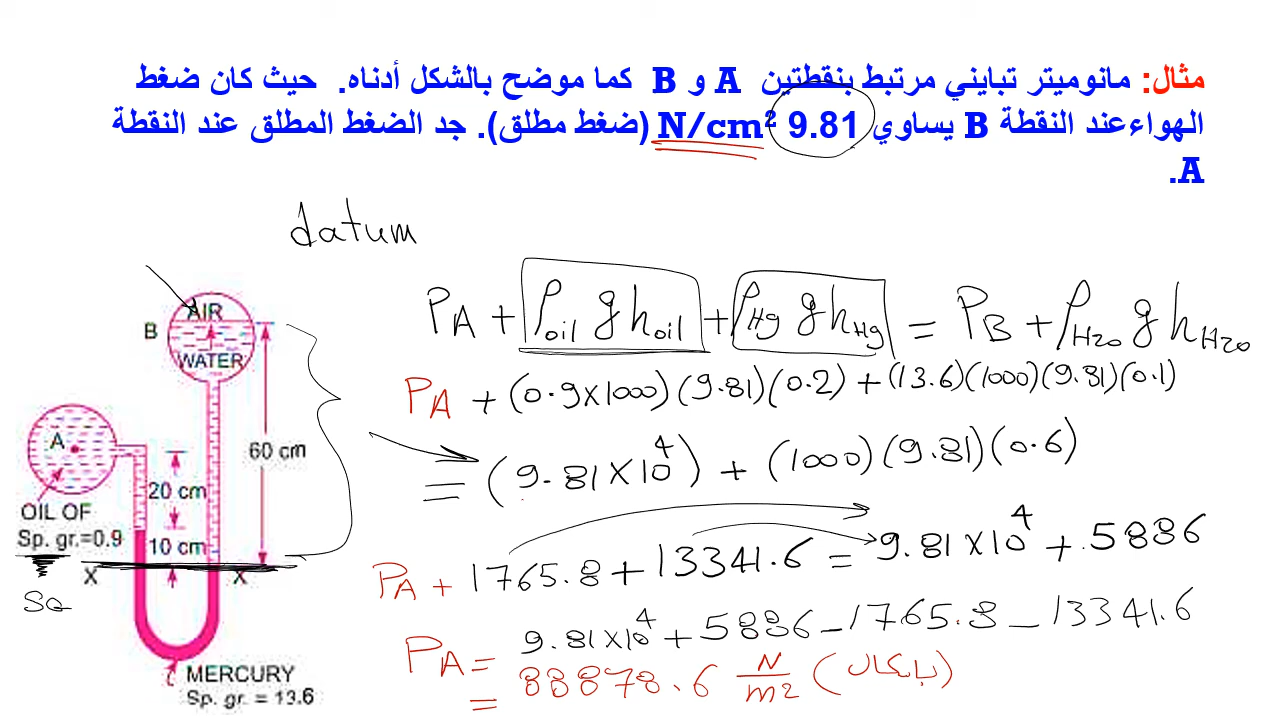 مثال: مانوميتر تبايني مرتبط بنقطتين A و B كما موضح بالشكل أدناه. حيث كان ضغط
الهواءعند النقطة B يساوي 9.81 N/cm² (ضغط مطلق). جد الضغط المطلق عند النقطة
A.
datum
AIR
B
WATER
A
60 cm
20 cm
OIL OF
Sp. gr.=0.9
10 cm
X X
MERCURY
Sp. gr. = 13.6
PA + ρoil g hoil + ρHg g hHg = PB + ρH2O g hH2O
PA + (0.9×1000)(9.81)(0.2) + (13.6)(1000)(9.81)(0.1)
= (9.81×10⁴) + (1000)(9.81)(0.6)
PA + 1765.8 + 13341.6 = 9.81×10⁴ + 5886
PA = 9.81×10⁴ + 5886 - 1765.8 - 13341.6
= 88878.6 N/m² (باسكال)